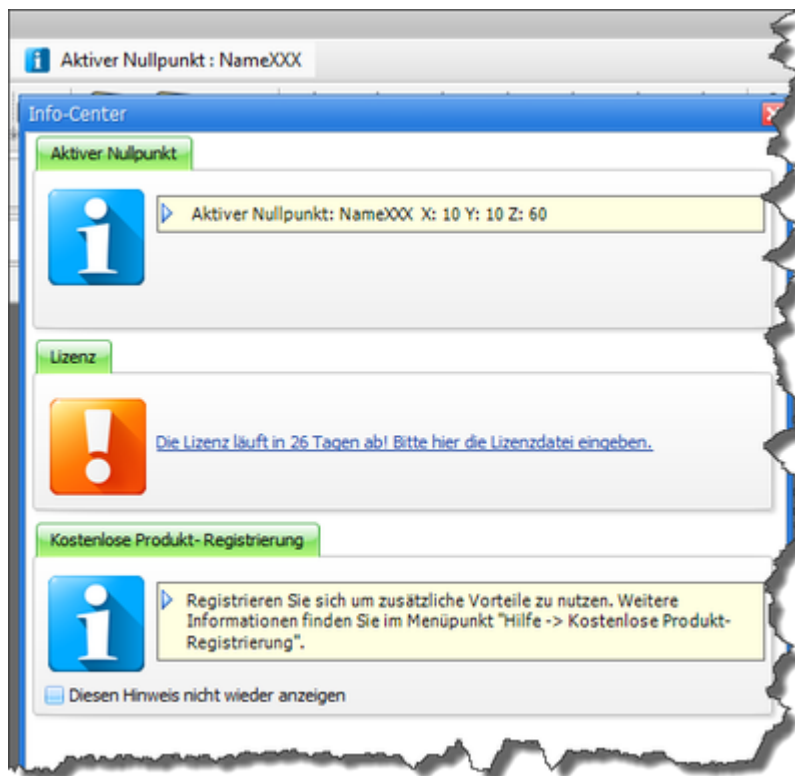 Aktiver Nullpunkt : NameXXX
Info-Center
Aktiver Nullpunkt
Aktiver Nullpunkt: NameXXX X: 10 Y: 10 Z: 60
Lizenz
Die Lizenz läuft in 26 Tagen ab! Bitte hier die Lizenzdatei eingeben.
Kostenlose Produkt- Registrierung
Registrieren Sie sich um zusätzliche Vorteile zu nutzen. Weitere
Informationen finden Sie im Menüpunkt "Hilfe -> Kostenlose Produkt-
Registrierung".
Diesen Hinweis nicht wieder anzeigen